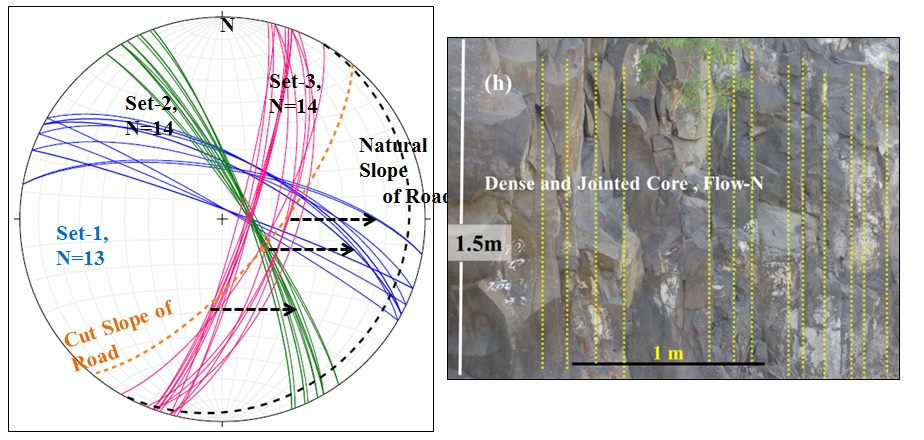 N
Set-3,
N=14
Set-2,
N=14
Natural
Slope
of Road
Set-1,
N=13
Cut Slope of
Road
(h)
Dense and Jointed Core , Flow-N
1.5m
1 m